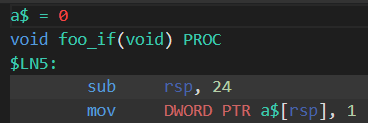 a$ = 0
void foo_if(void) PROC
$LN5:
sub rsp, 24
mov DWORD PTR a$[rsp], 1